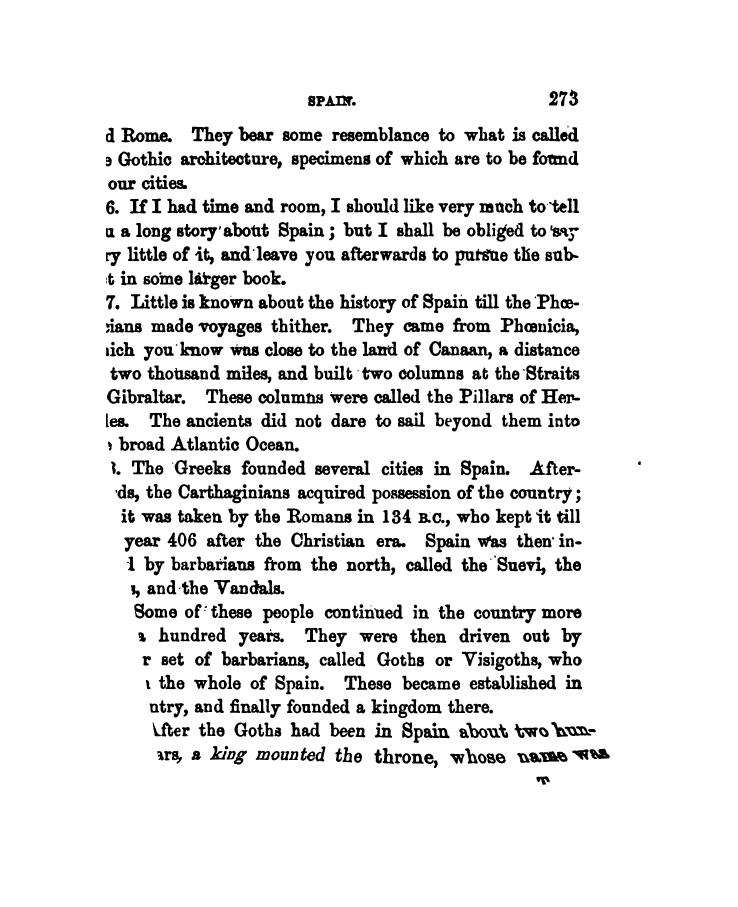 SPAIN. 273
d Rome. They bear some resemblance to what is called
Gothic architecture, specimens of which are to be found
our cities.
6. If I had time and room, I should like very much to tell
a long story about Spain; but I shall be obliged to say
ry little of it, and leave you afterwards to pursue the sub-
t in some larger book.
7. Little is known about the history of Spain till the Phœ-
ians made voyages thither. They came from Phœnicia,
ich you know was close to the land of Canaan, a distance
two thousand miles, and built two columns at the Straits
Gibraltar. These columns were called the Pillars of Her-
les. The ancients did not dare to sail beyond them into
broad Atlantic Ocean.
. The Greeks founded several cities in Spain. After-
ds, the Carthaginians acquired possession of the country;
it was taken by the Romans in 134 B.C., who kept it till
year 406 after the Christian era. Spain was then in-
by barbarians from the north, called the Suevi, the
, and the Vandals.
Some of these people continued in the country more
a hundred years. They were then driven out by
r set of barbarians, called Goths or Visigoths, who
the whole of Spain. These became established in
ntry, and finally founded a kingdom there.
After the Goths had been in Spain about two hun-
ars, a king mounted the throne, whose name was
T